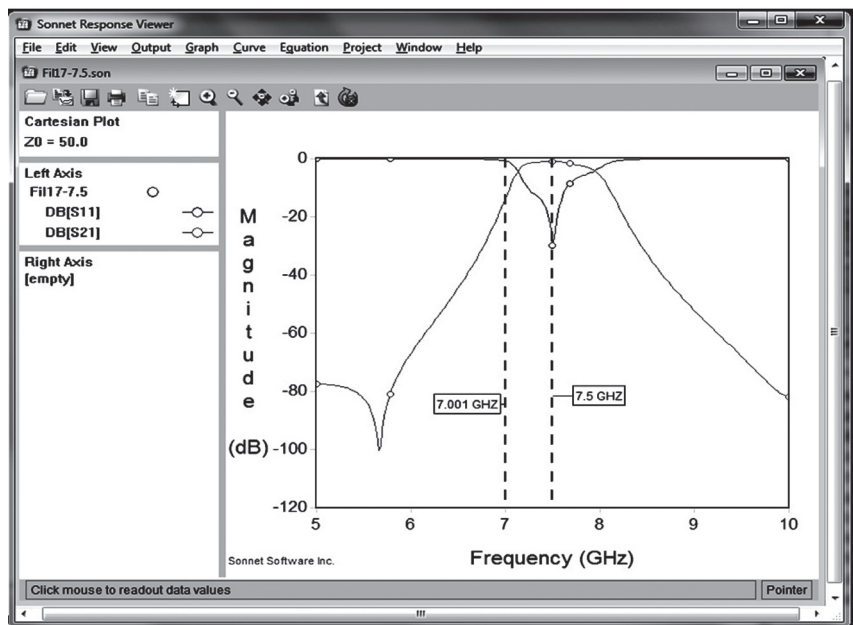 Sonnet Response Viewer
File Edit View Output Graph Curve Equation Project Window Help
Fil17-7.5.son
Cartesian Plot
Z0 = 50.0
Left Axis
Fil17-7.5
DB[S11]
DB[S21]
Right Axis
[empty]
Magnitude
(dB)
0
-20
-40
-60
-80
-100
-120
7.001 GHZ
7.5 GHZ
5 6 7 8 9 10
Frequency (GHz)
Sonnet Software Inc.
Click mouse to readout data values
Pointer